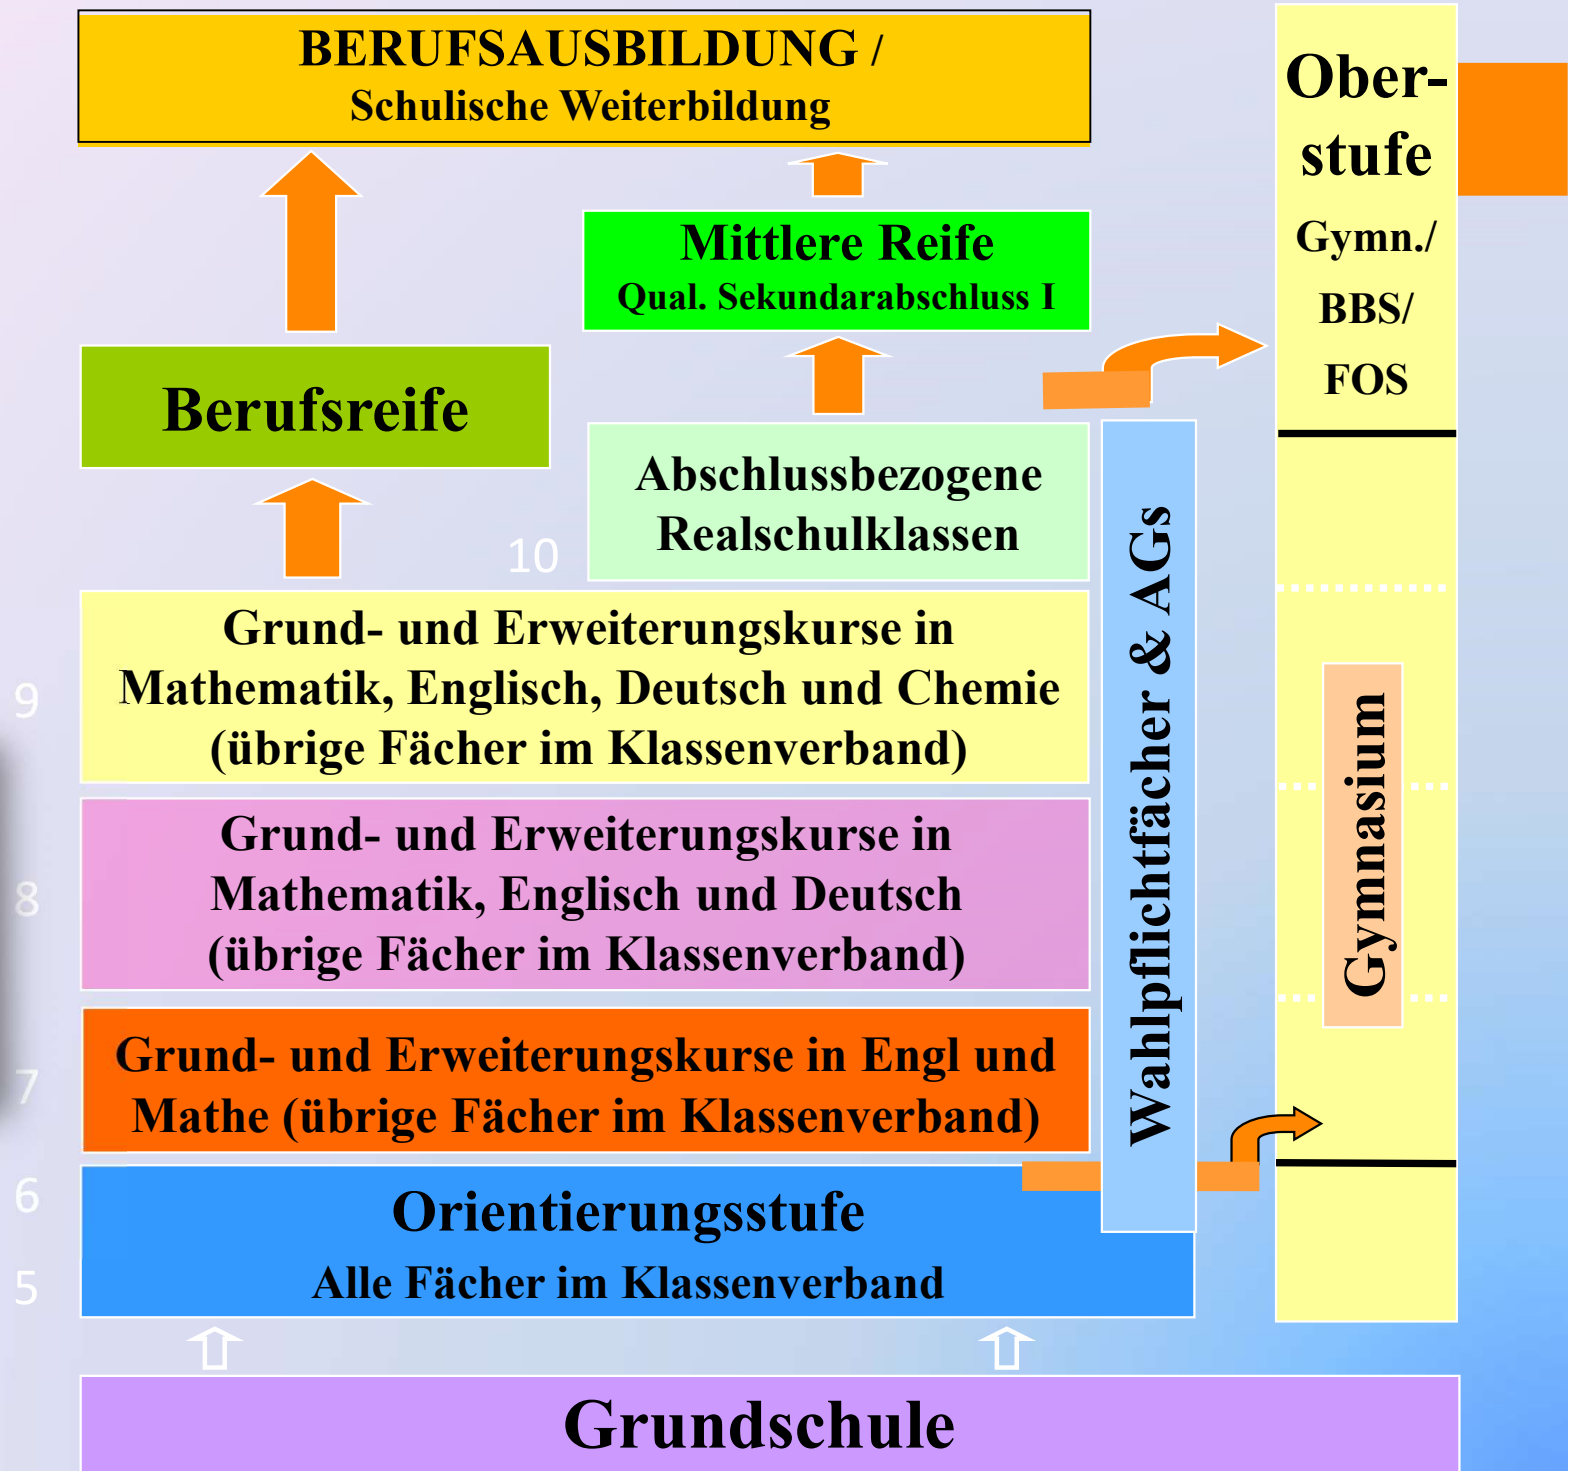 BERUFSAUSBILDUNG /
Schulische Weiterbildung
Ober-
stufe
Gymn./
BBS/
FOS
Mittlere Reife
Qual. Sekundarabschluss I
Berufsreife
Abschlussbezogene
Realschulklassen
10
9
Grund- und Erweiterungskurse in
Mathematik, Englisch, Deutsch und Chemie
(übrige Fächer im Klassenverband)
8
Grund- und Erweiterungskurse in
Mathematik, Englisch und Deutsch
(übrige Fächer im Klassenverband)
7
Grund- und Erweiterungskurse in Engl und
Mathe (übrige Fächer im Klassenverband)
Wahlpflichtfächer & AGs
Gymnasium
6
Orientierungsstufe
5
Alle Fächer im Klassenverband
Grundschule